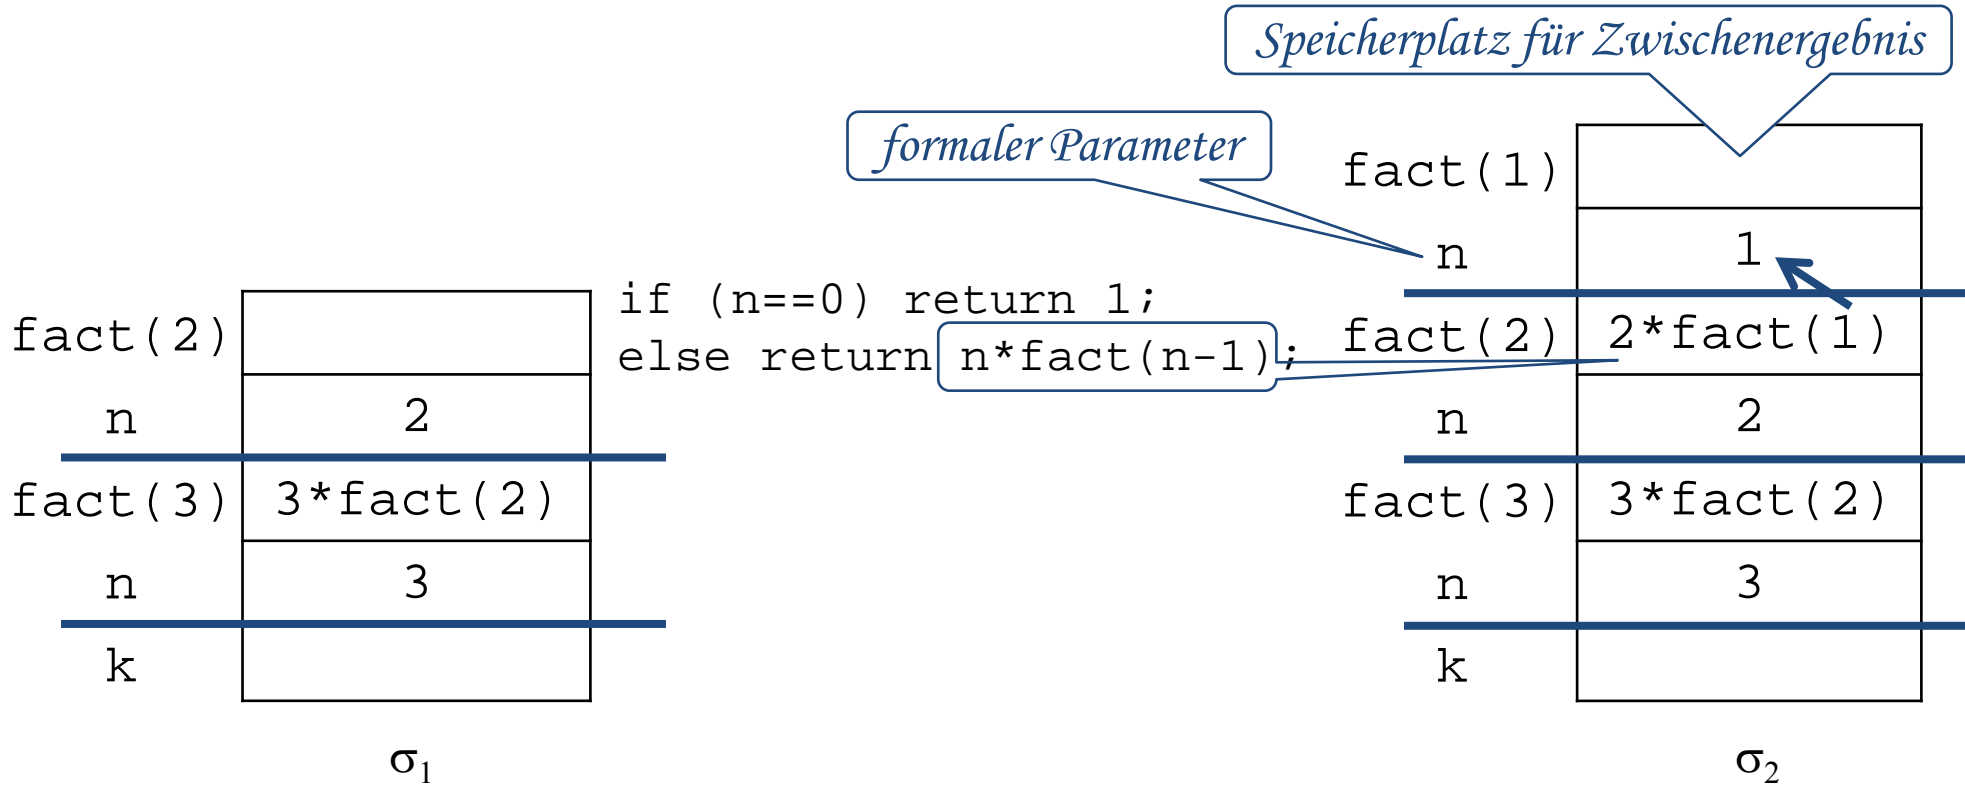 Speicherplatz für Zwischenergebnis
formaler Parameter
fact(1)
n 1
if (n==0) return 1;
else return n*fact(n-1);
fact(2)
n 2
fact(3) 3*fact(2)
n 3
k
σ1
fact(2) 2*fact(1)
n 2
fact(3) 3*fact(2)
n 3
k
σ2